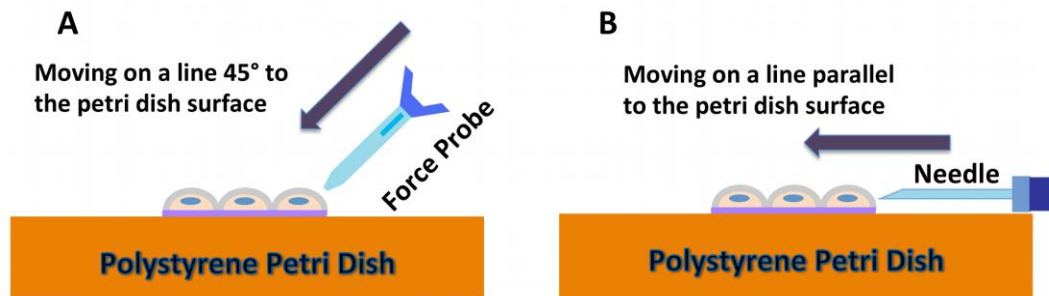 A
Moving on a line 45° to
the petri dish surface
Force Probe
Polystyrene Petri Dish
B
Moving on a line parallel
to the petri dish surface
Needle
Polystyrene Petri Dish